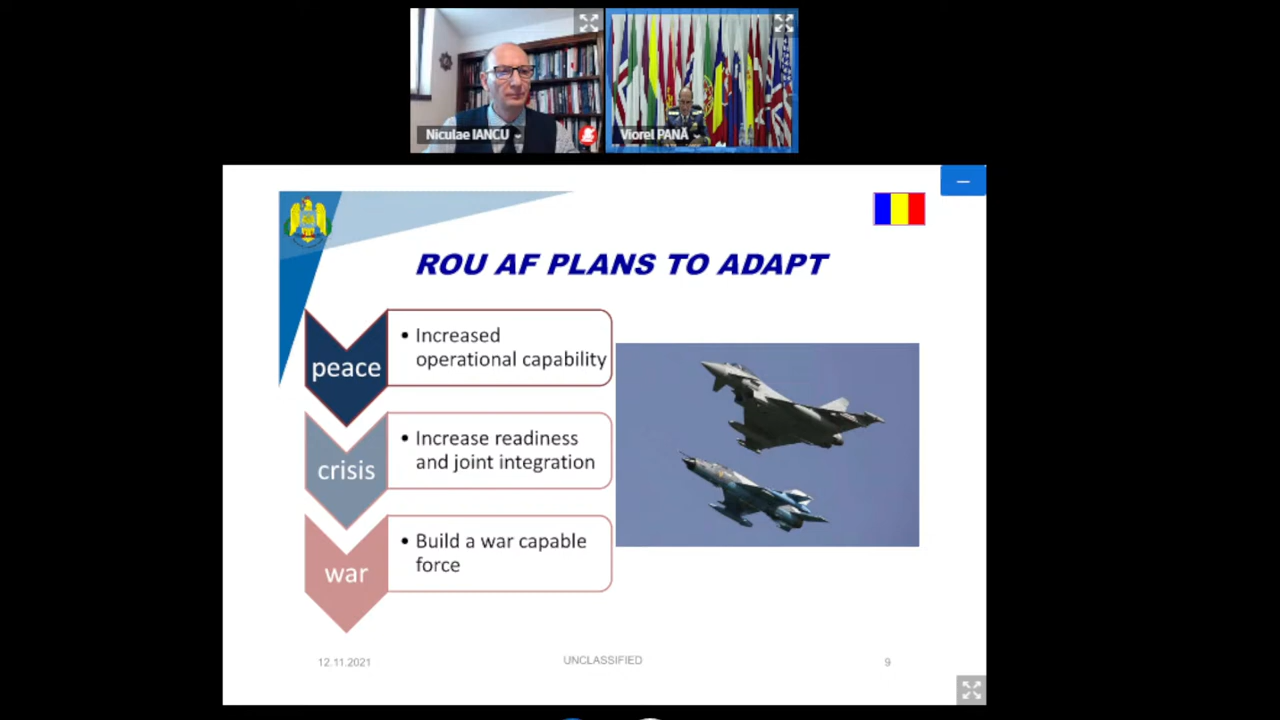 Niculae IANCU
Viorel PANĂ
ROU AF PLANS TO ADAPT
peace
• Increased
operational capability
crisis
• Increase readiness
and joint integration
war
• Build a war capable
force
12.11.2021
UNCLASSIFIED
9